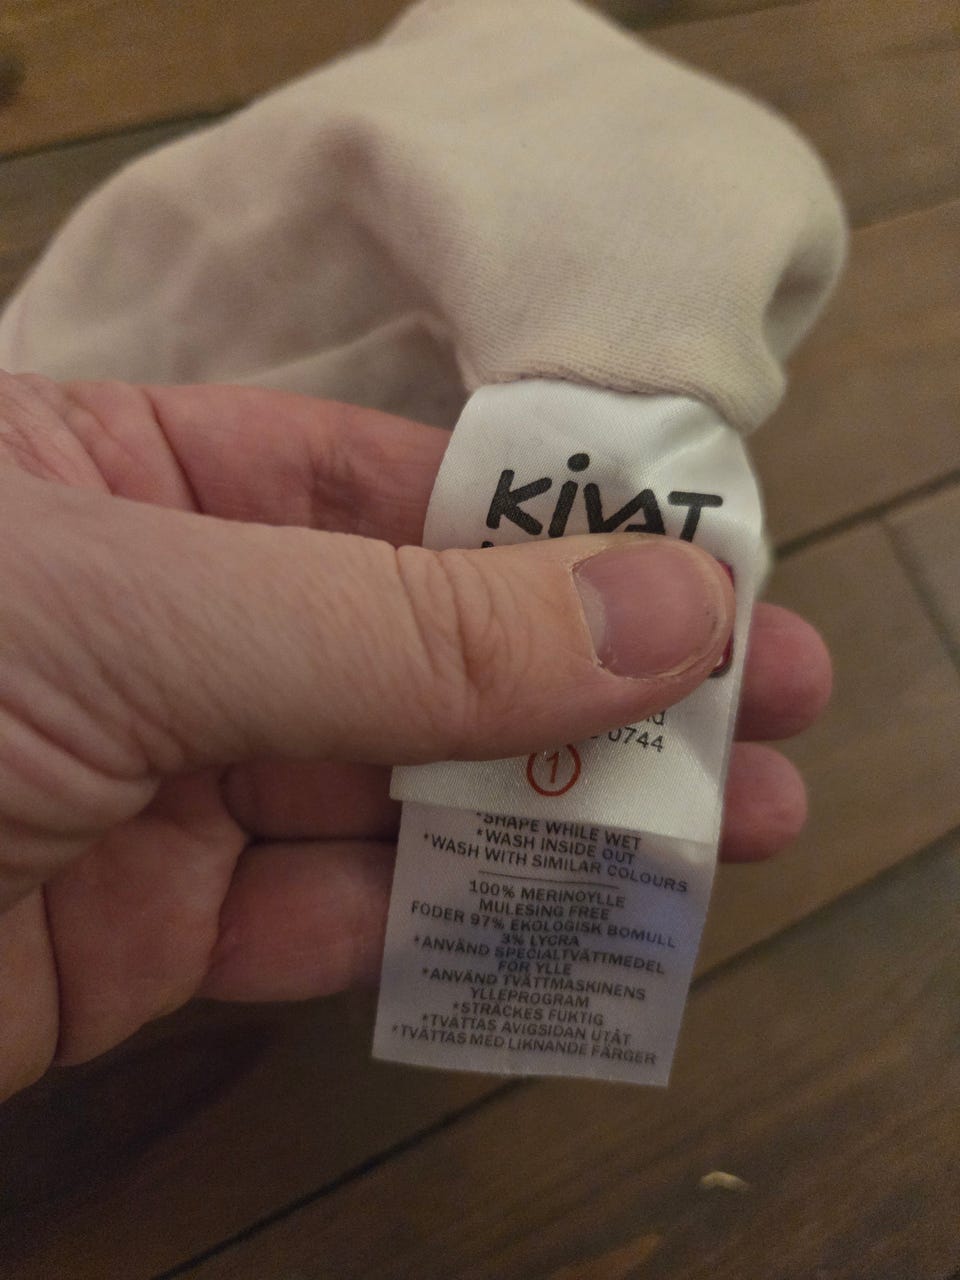 KiVAT
0744
1
*SHAPE WHILE WET
*WASH INSIDE OUT
*WASH WITH SIMILAR COLOURS
100% MERINOYLLE
MULESING FREE
FODER 97% EKOLOGISK BOMULL
3% LYCRA
*ANVÄND SPECIALTVÄTTMEDEL
FÖR YLLE
*ANVÄND TVÄTTMASKINENS
YLLEPROGRAM
*STRÄCKES FUKTIG
*TVÄTTAS AVIGSIDAN UTÅT
*TVÄTTAS MED LIKNANDE FÄRGER